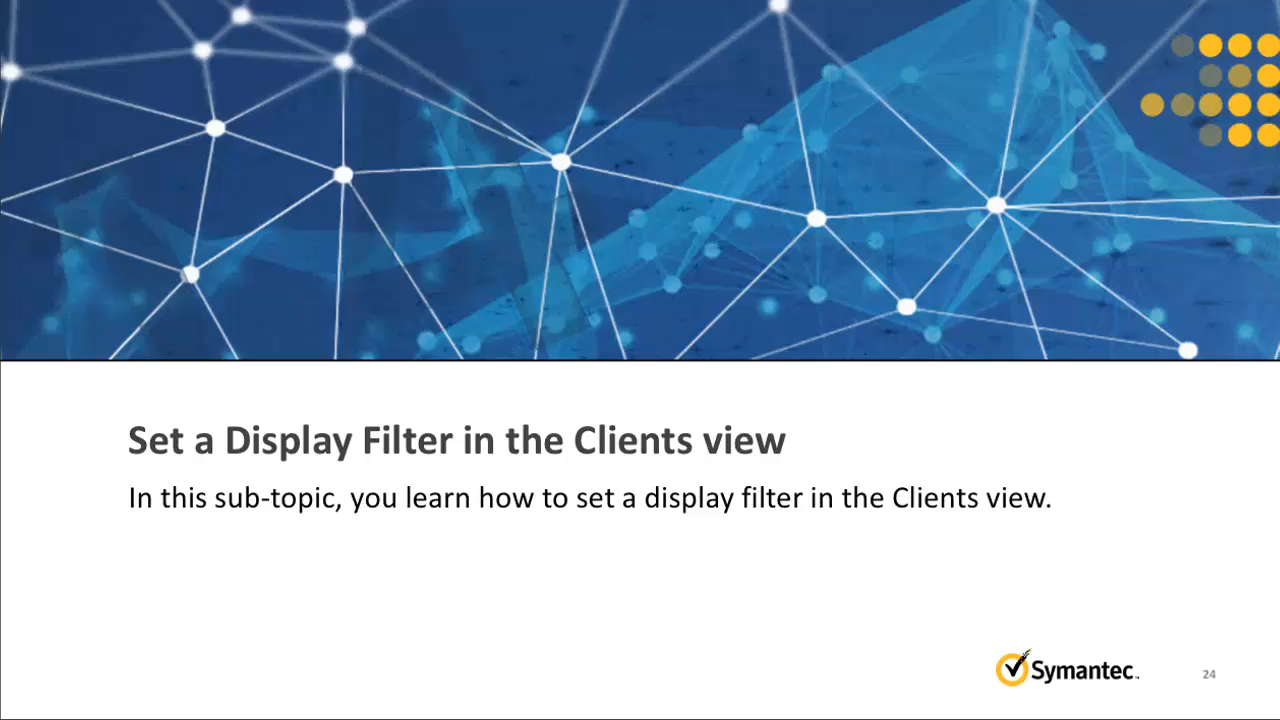 Set a Display Filter in the Clients view
In this sub-topic, you learn how to set a display filter in the Clients view.
Symantec™
24